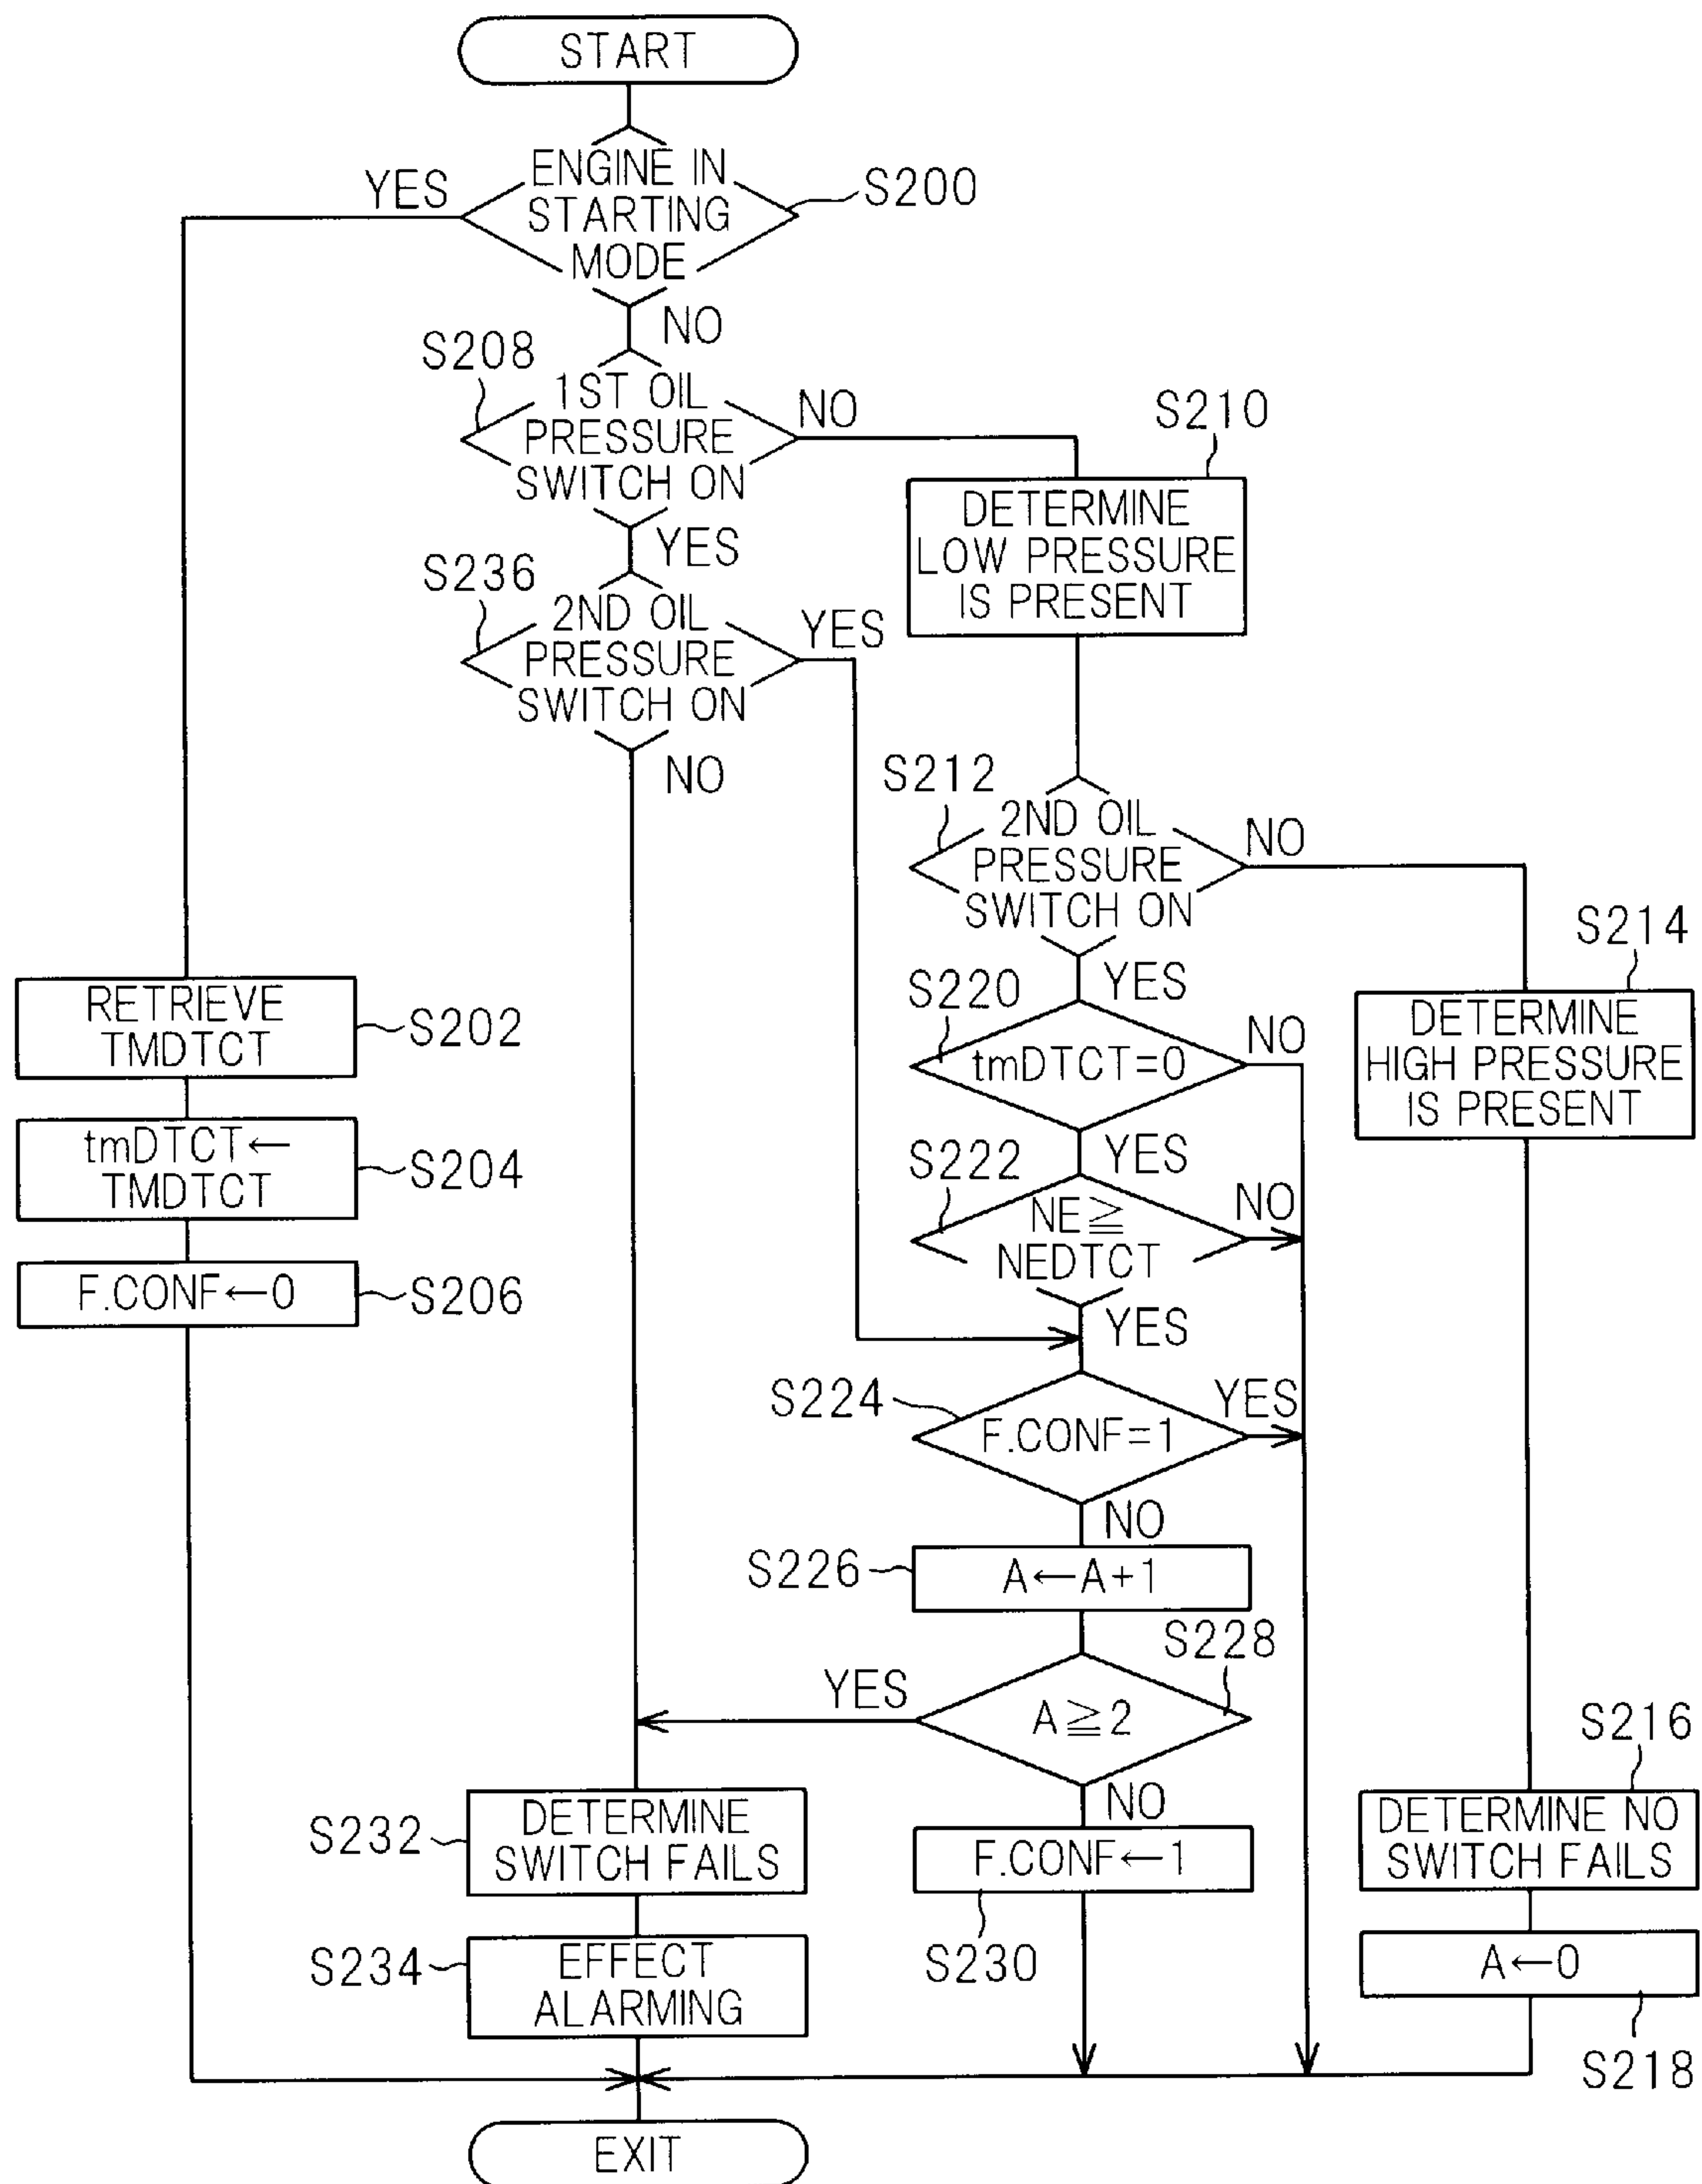 START
ENGINE IN
STARTING
MODE
YES
S200
NO
S208
1ST OIL
PRESSURE
SWITCH ON
NO
S210
DETERMINE
LOW PRESSURE
IS PRESENT
YES
S236
2ND OIL
PRESSURE
SWITCH ON
YES
NO
S212
2ND OIL
PRESSURE
SWITCH ON
NO
S214
DETERMINE
HIGH PRESSURE
IS PRESENT
YES
S220
tmDTCT=0
NO
RETRIEVE
TMDTCT
S202
tmDTCT←
TMDTCT
S204
F.CONF←0
S206
YES
S222
NE≧
NEDTCT
NO
YES
S224
F.CONF=1
YES
NO
S226
A←A+1
S228
A≧2
YES
NO
S216
DETERMINE NO
SWITCH FAILS
S232
DETERMINE
SWITCH FAILS
F.CONF←1
S230
S234
EFFECT
ALARMING
A←0
S218
EXIT